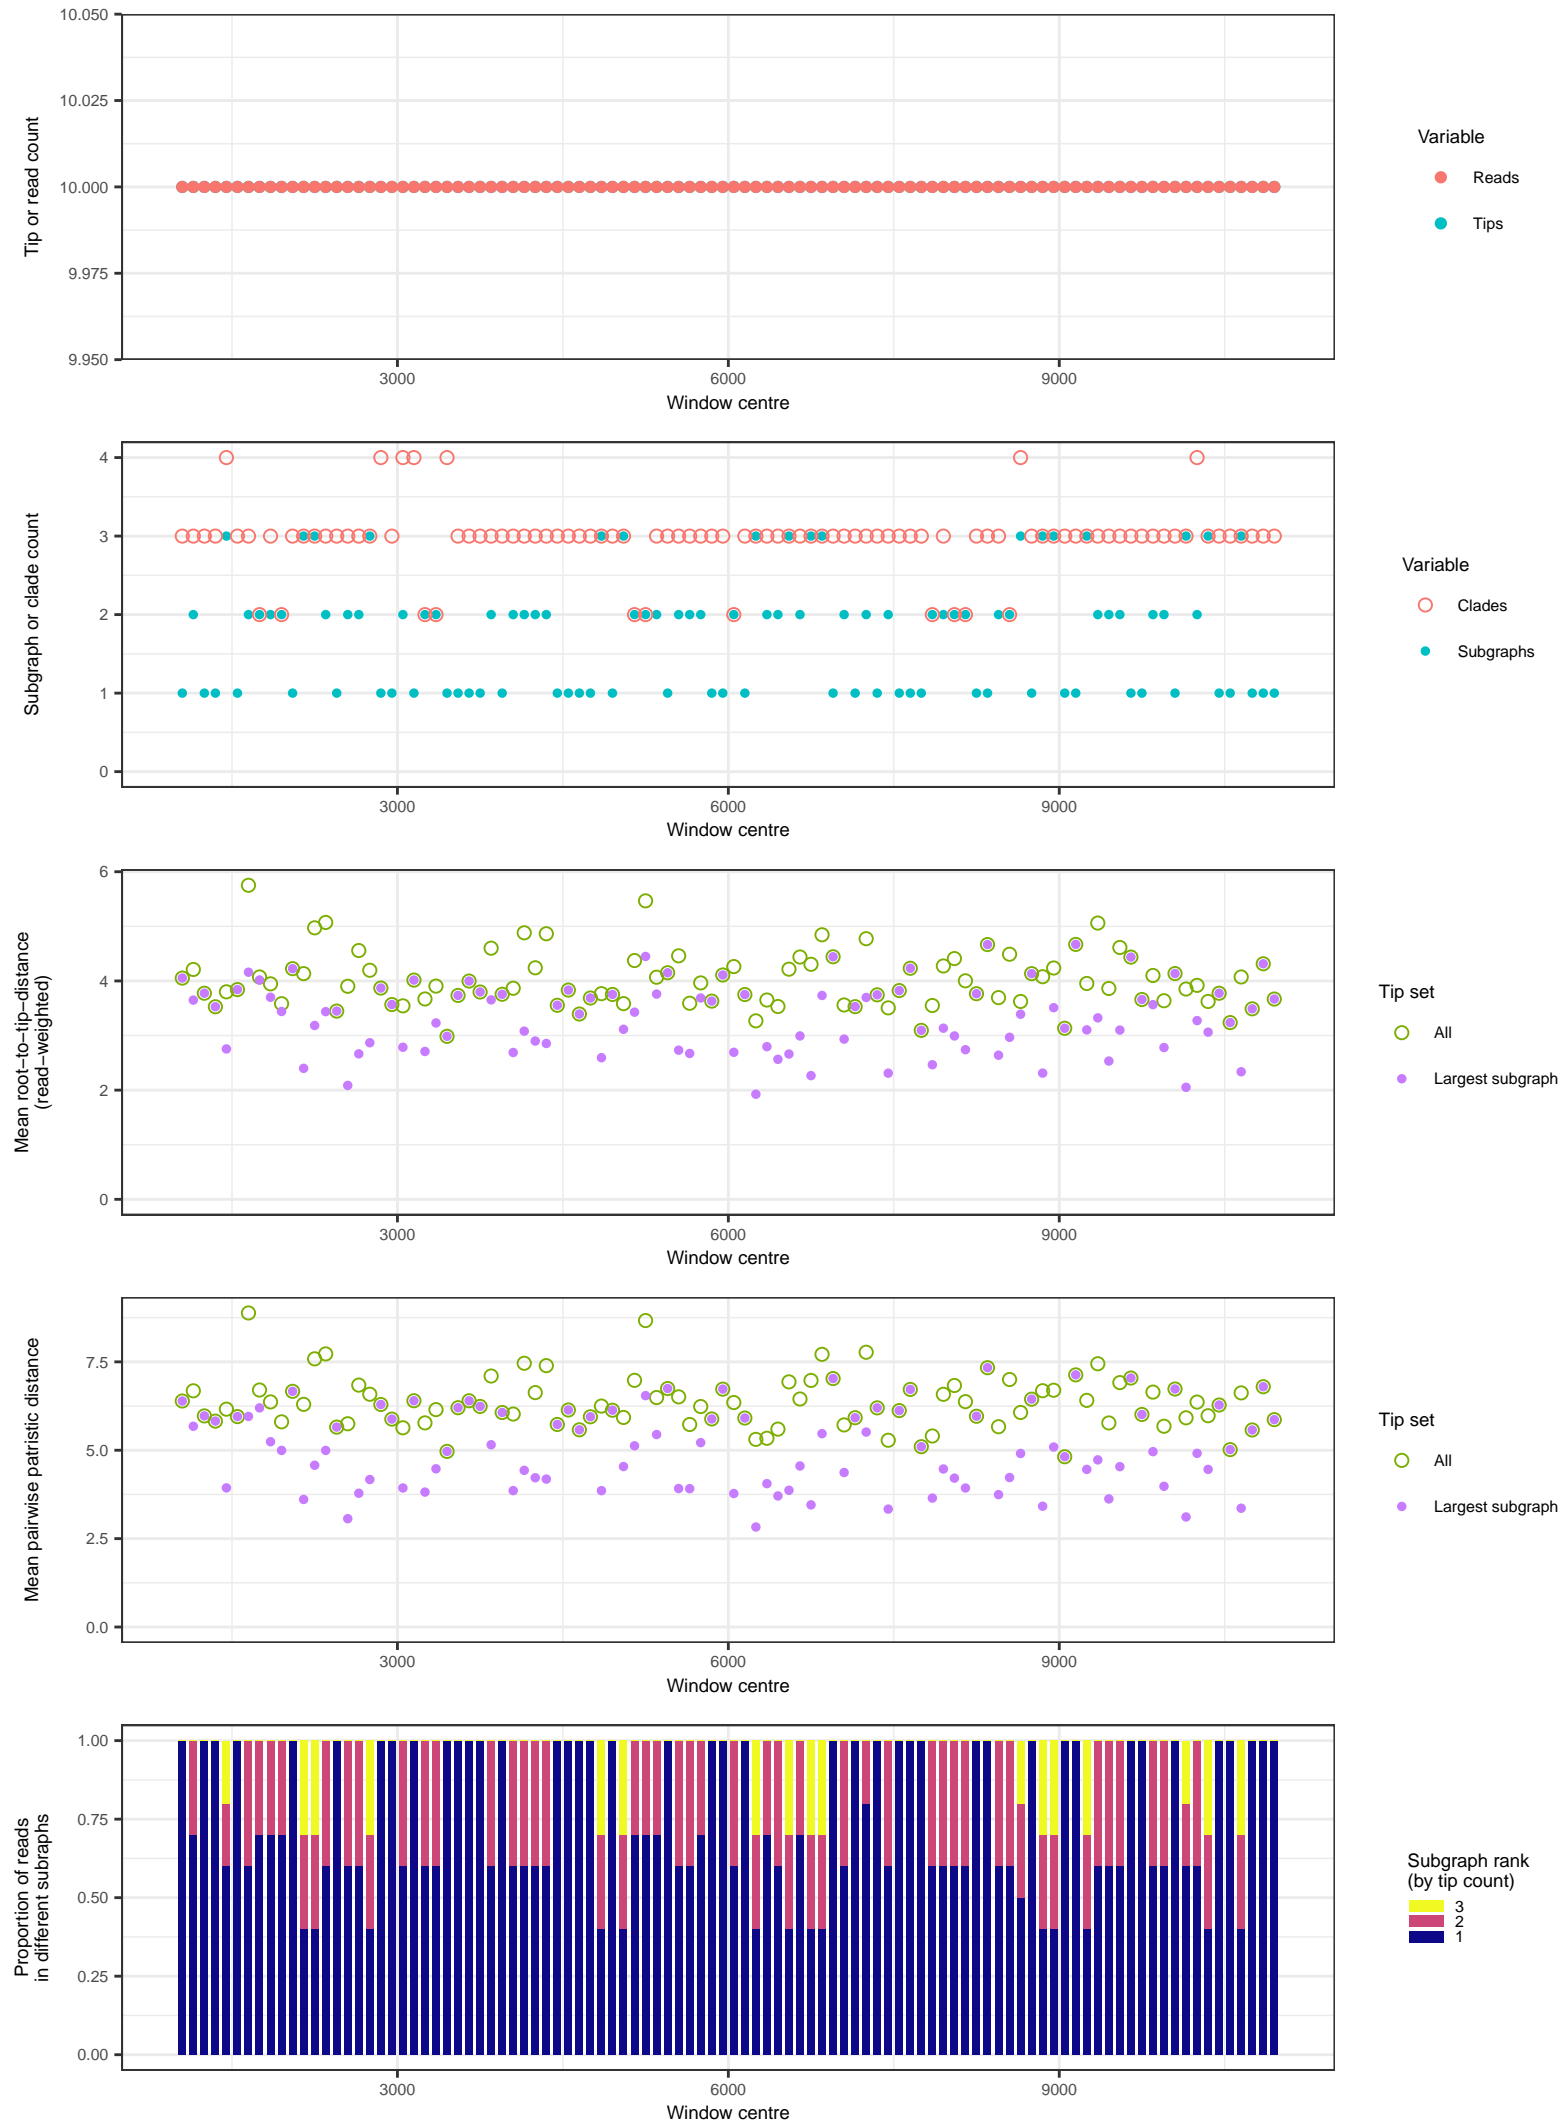 10.050
10.025
10.000
9.975
9.950
Tip or read count
3000
6000
9000
Window centre
Variable
Reads
Tips
4
3
2
1
0
Subgraph or clade count
3000
6000
9000
Window centre
Variable
Clades
Subgraphs
6
4
2
0
Mean root−to−tip−distance
(read−weighted)
3000
6000
9000
Window centre
Tip set
All
Largest subgraph
7.5
5.0
2.5
0.0
Mean pairwise patristic distance
3000
6000
9000
Window centre
Tip set
All
Largest subgraph
1.00
0.75
0.50
0.25
0.00
Proportion of reads
in different subraphs
3000
6000
9000
Window centre
Subgraph rank
(by tip count)
3
2
1